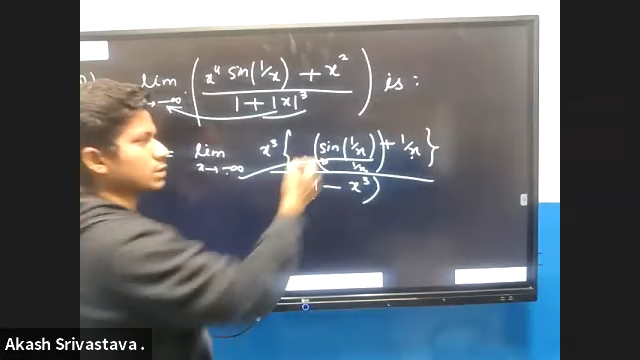 lim x→-∞ ( (x⁴ sin(1/x) + x²) / (1 + |x|³) ) is :
= lim x→-∞ x³ { ( sin(1/x) / (1/x) ) + 1/x } / (1 - x³)
Akash Srivastava .